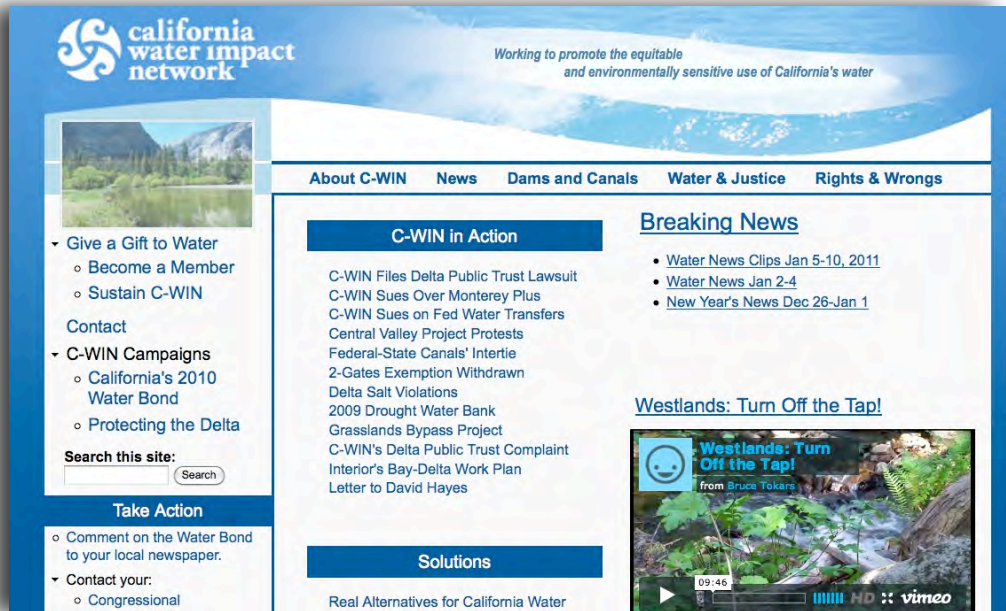 california
water impact
network
Working to promote the equitable
and environmentally sensitive use of California's water
About C-WIN News Dams and Canals Water & Justice Rights & Wrongs
Give a Gift to Water
Become a Member
Sustain C-WIN
Contact
C-WIN Campaigns
California's 2010
Water Bond
Protecting the Delta
Search this site:
Search
Take Action
Comment on the Water Bond
to your local newspaper.
Contact your:
Congressional
C-WIN in Action
C-WIN Files Delta Public Trust Lawsuit
C-WIN Sues Over Monterey Plus
C-WIN Sues on Fed Water Transfers
Central Valley Project Protests
Federal-State Canals' Intertie
2-Gates Exemption Withdrawn
Delta Salt Violations
2009 Drought Water Bank
Grasslands Bypass Project
C-WIN's Delta Public Trust Complaint
Interior's Bay-Delta Work Plan
Letter to David Hayes
Solutions
Real Alternatives for California Water
Breaking News
Water News Clips Jan 5-10, 2011
Water News Jan 2-4
New Year's News Dec 26-Jan 1
Westlands: Turn Off the Tap!
Westlands: Turn
Off the Tap!
from Bruce Tokars
09:46
HD vimeo